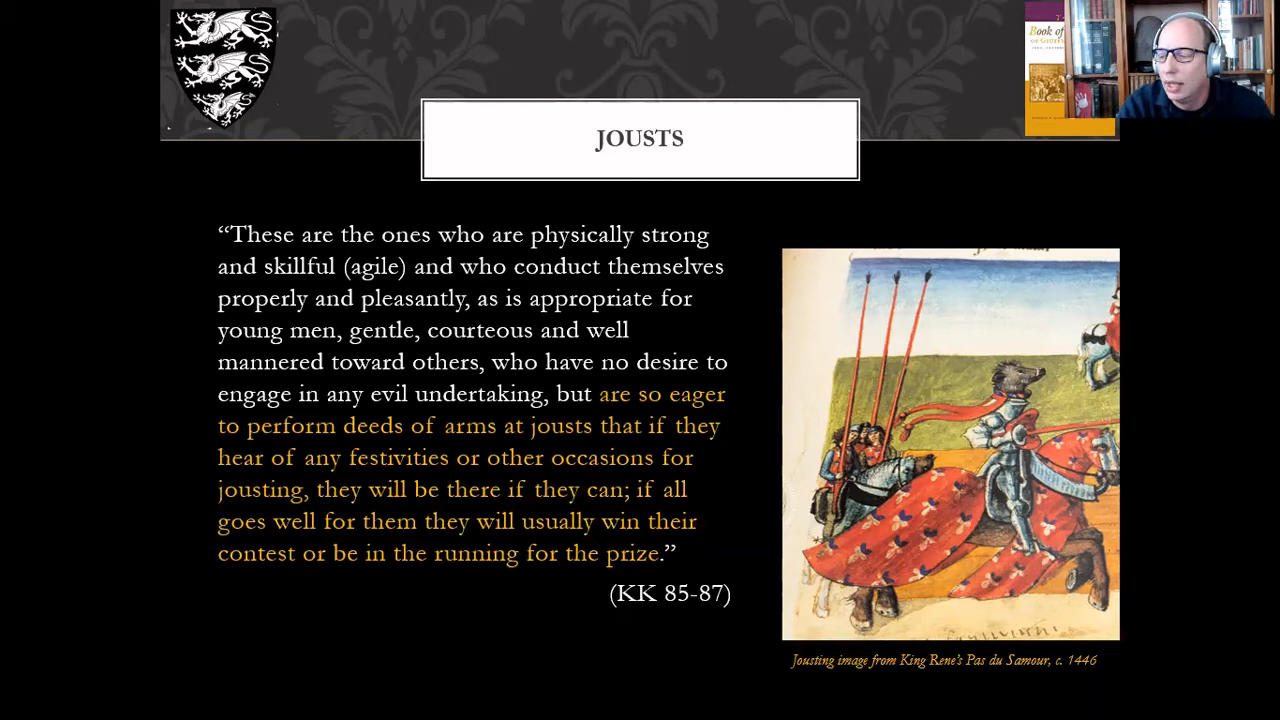 Book of
JOUSTS
“These are the ones who are physically strong
and skillful (agile) and who conduct themselves
properly and pleasantly, as is appropriate for
young men, gentle, courteous and well
mannered toward others, who have no desire to
engage in any evil undertaking, but are so eager
to perform deeds of arms at jousts that if they
hear of any festivities or other occasions for
jousting, they will be there if they can; if all
goes well for them they will usually win their
contest or be in the running for the prize.”
(KK 85-87)
Jousting image from King Rene’s Pas du Samour, c. 1446